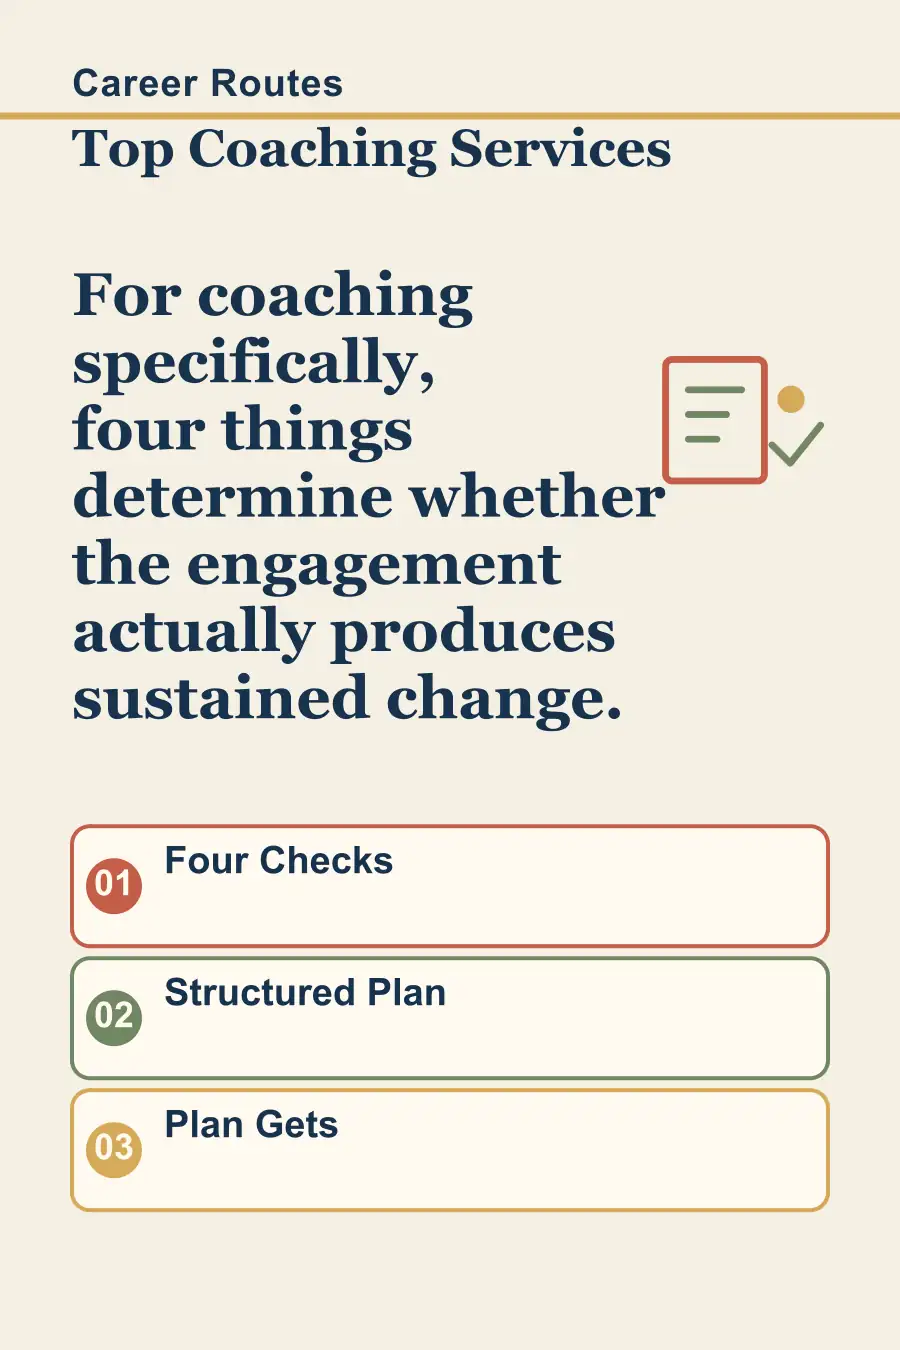 Career Routes
Top Coaching Services
For coaching
specifically,
four things
determine whether
the engagement
actually produces
sustained change.
01 Four Checks
02 Structured Plan
03 Plan Gets